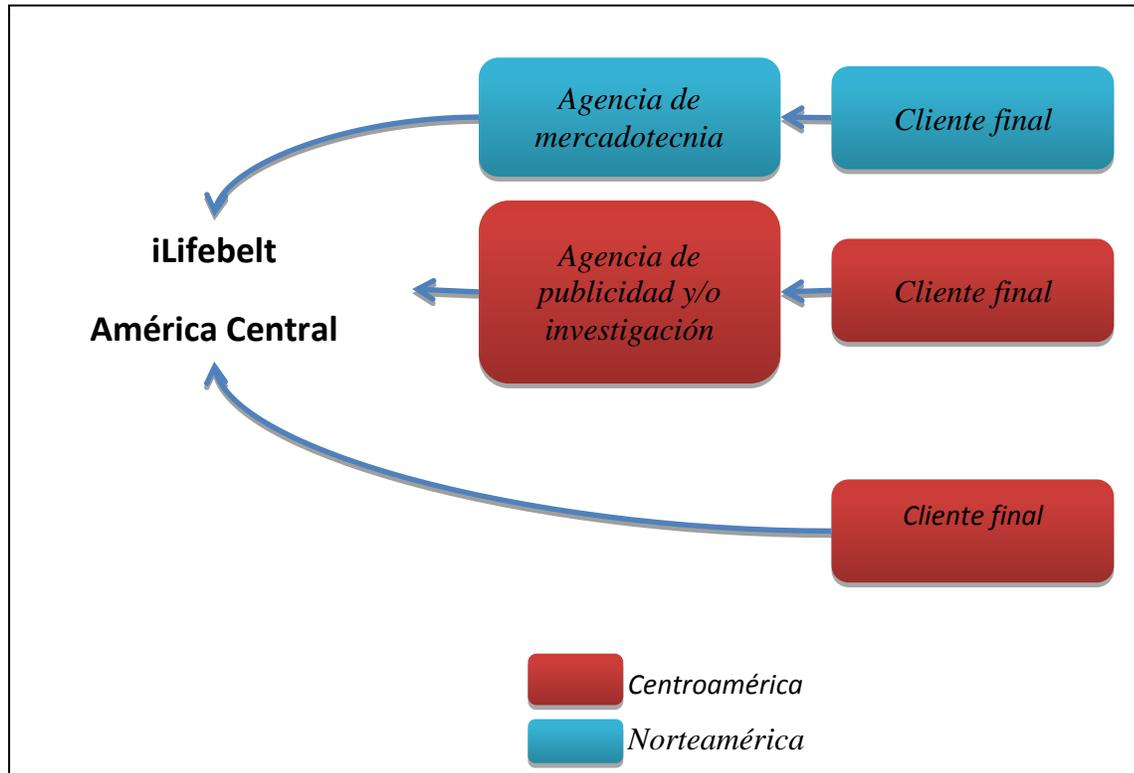 Agencia de
mercadotecnia
Cliente final
iLifebelt
América Central
Agencia de
publicidad y/o
investigación
Cliente final
Cliente final
Centroamérica
Norteamérica